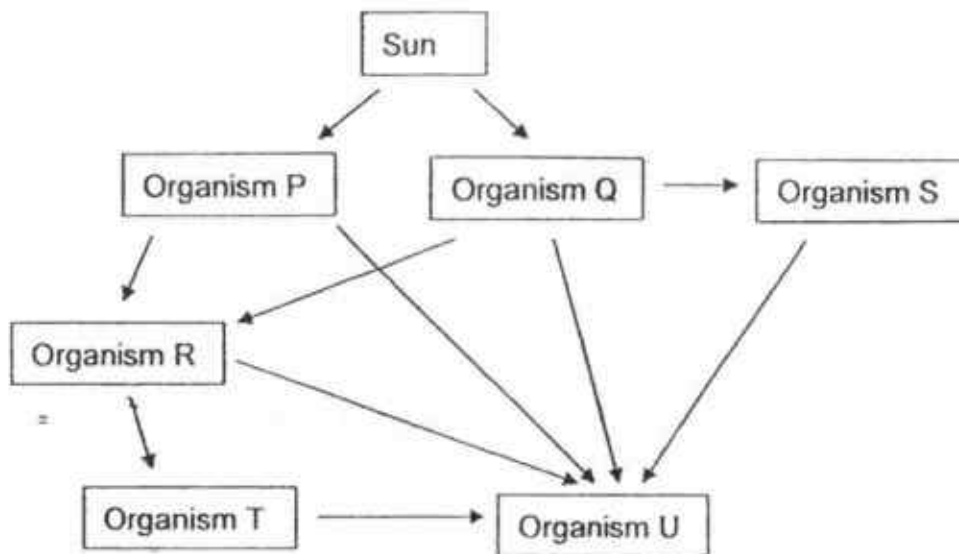 Sun
Organism P
Organism Q
Organism S
Organism R
Organism T
Organism U